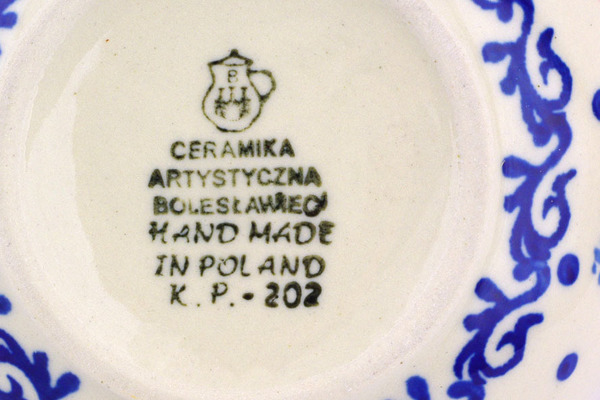 B
CERAMIKA
ARTYSTYCZNA
BOLESŁAWIEC
HAND MADE
IN POLAND
K.P.-202